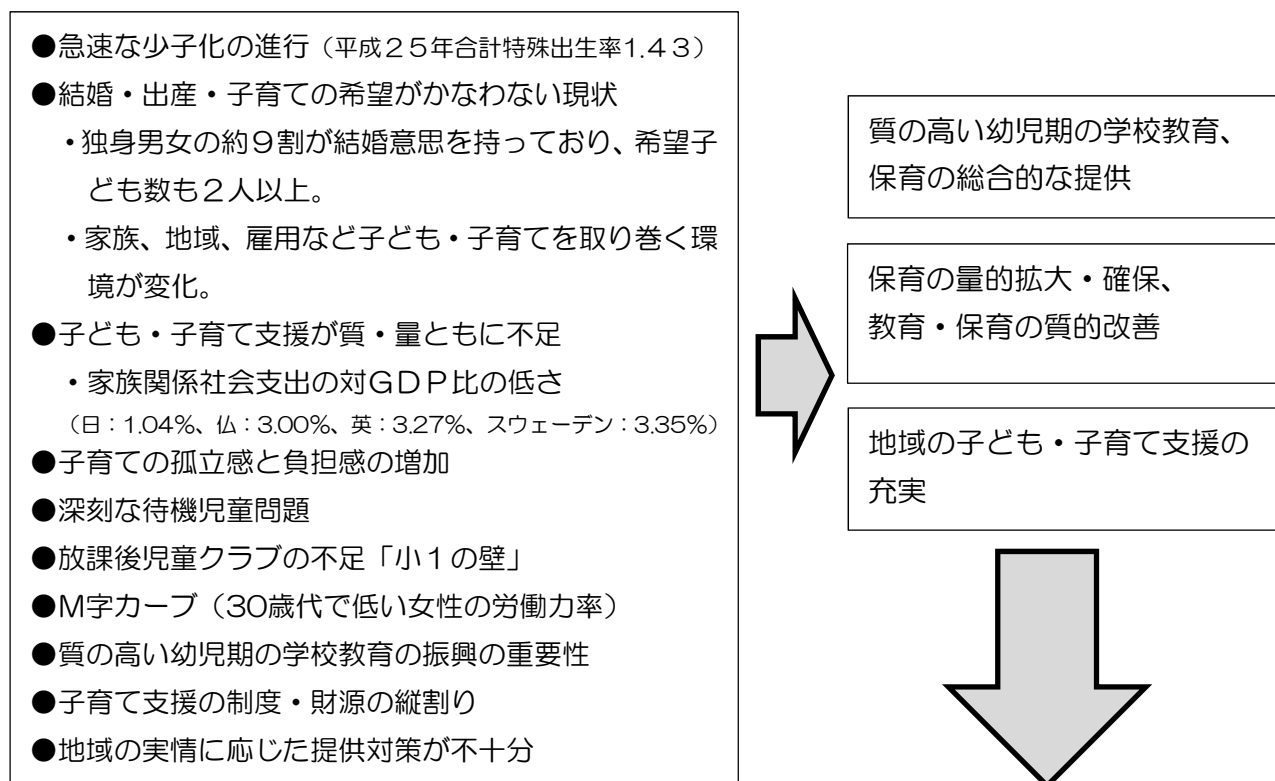 ●急速な少子化の進行（平成２５年合計特殊出生率1.４３）
●結婚・出産・子育ての希望がかなわない現状
・独身男女の約９割が結婚意思を持っており、希望子
ども数も２人以上。
・家族、地域、雇用など子ども・子育てを取り巻く環
境が変化。
●子ども・子育て支援が質・量ともに不足
・家族関係社会支出の対ＧＤＰ比の低さ
（日：1.04%、仏：3.00%、英：3.27%、スウェーデン：3.35%）
●子育ての孤立感と負担感の増加
●深刻な待機児童問題
●放課後児童クラブの不足「小１の壁」
●M字カーブ（30歳代で低い女性の労働力率）
●質の高い幼児期の学校教育の振興の重要性
●子育て支援の制度・財源の縦割り
●地域の実情に応じた提供対策が不十分
質の高い幼児期の学校教育、
保育の総合的な提供
保育の量的拡大・確保、
教育・保育の質的改善
地域の子ども・子育て支援の
充実